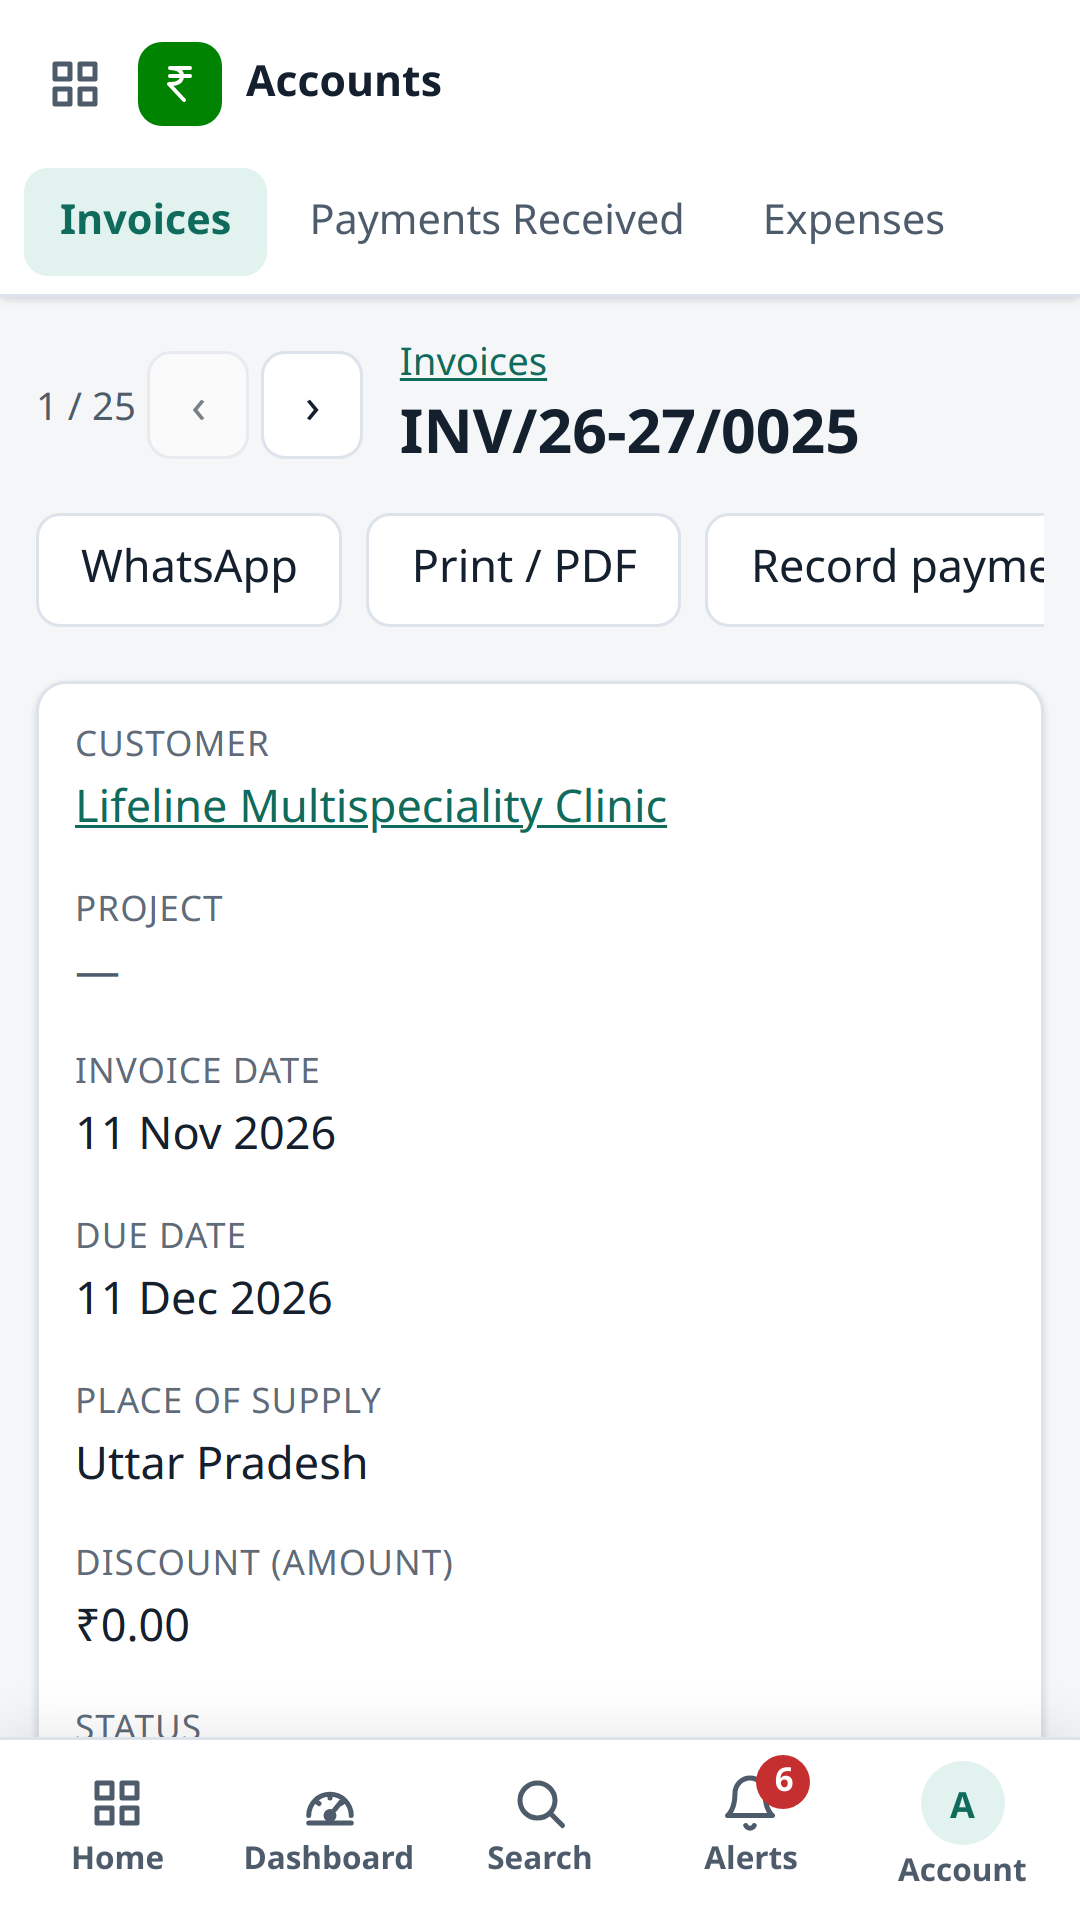 ₹ Accounts
Invoices Payments Received Expenses
1 / 25 ‹ ›
Invoices
INV/26-27/0025
WhatsApp Print / PDF Record payme
CUSTOMER
Lifeline Multispeciality Clinic
PROJECT
—
INVOICE DATE
11 Nov 2026
DUE DATE
11 Dec 2026
PLACE OF SUPPLY
Uttar Pradesh
DISCOUNT (AMOUNT)
₹0.00
STATUS
6
A
Home Dashboard Search Alerts Account